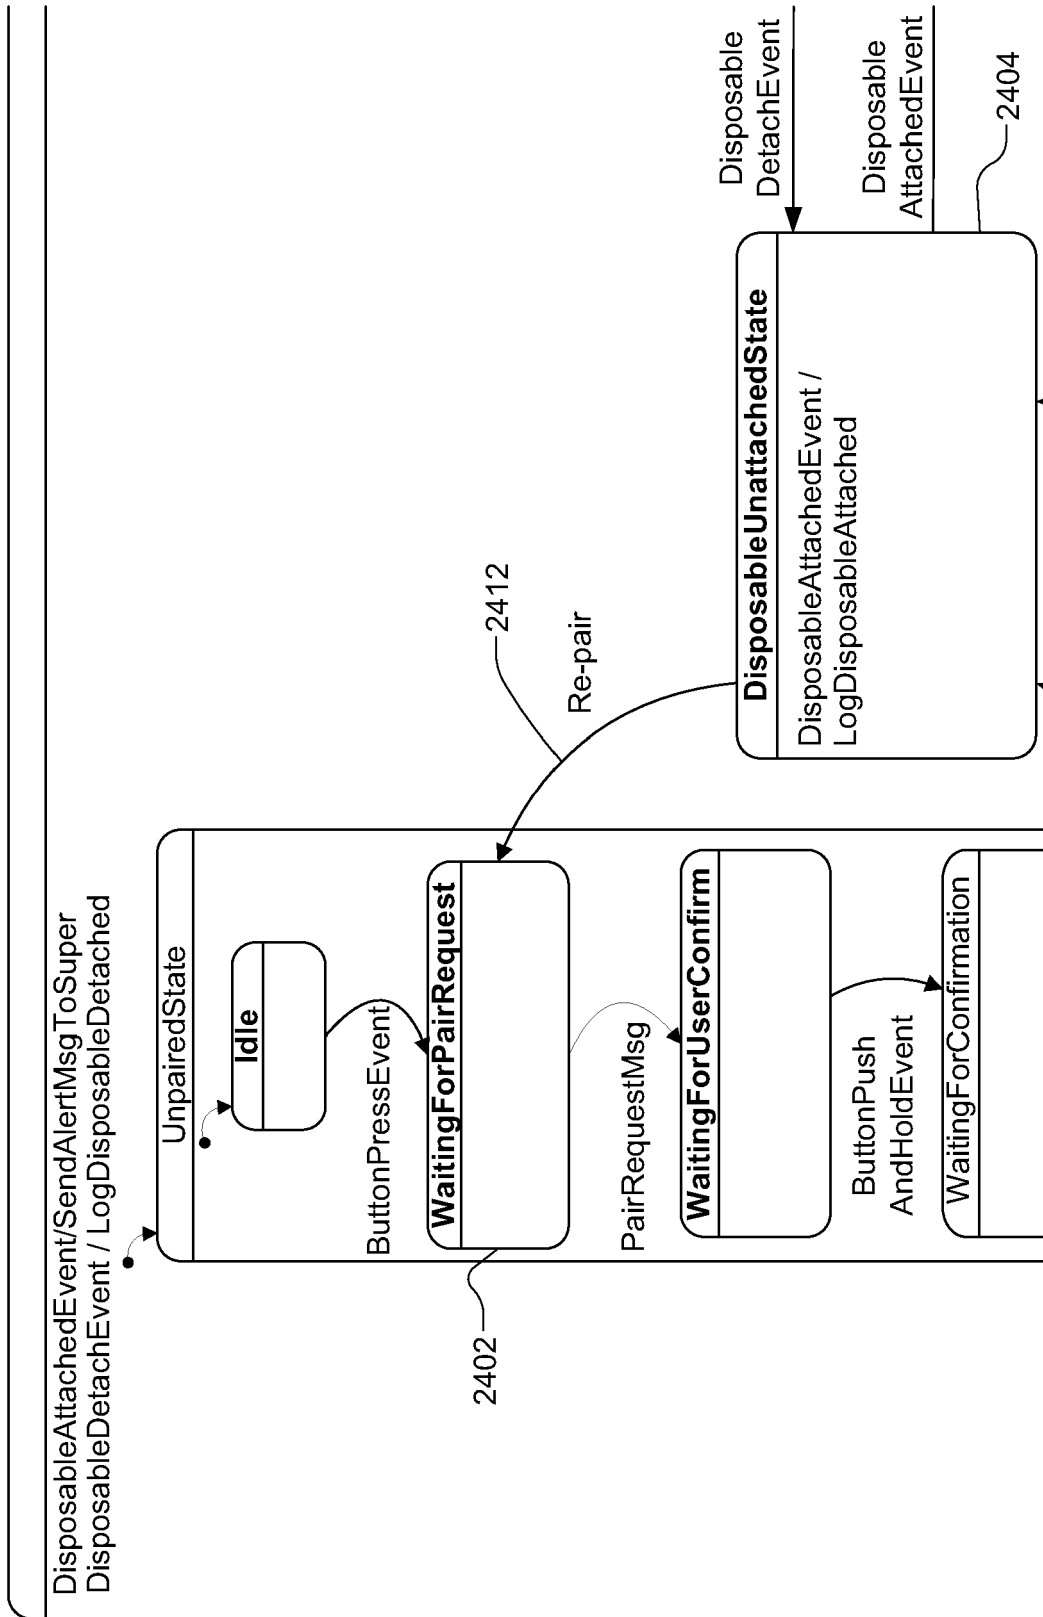 DisposableAttachedEvent/SendAlertMsgToSuper
DisposableDetachEvent / LogDisposableDetached
UnpairedState
Idle
ButtonPressEvent
WaitingForPairRequest
2402
PairRequestMsg
WaitingForUserConfirm
ButtonPush
AndHoldEvent
WaitingForConfirmation
2412
Re-pair
DisposableUnattachedState
DisposableAttachedEvent /
LogDisposableAttached
Disposable
DetachEvent
Disposable
AttachedEvent
2404